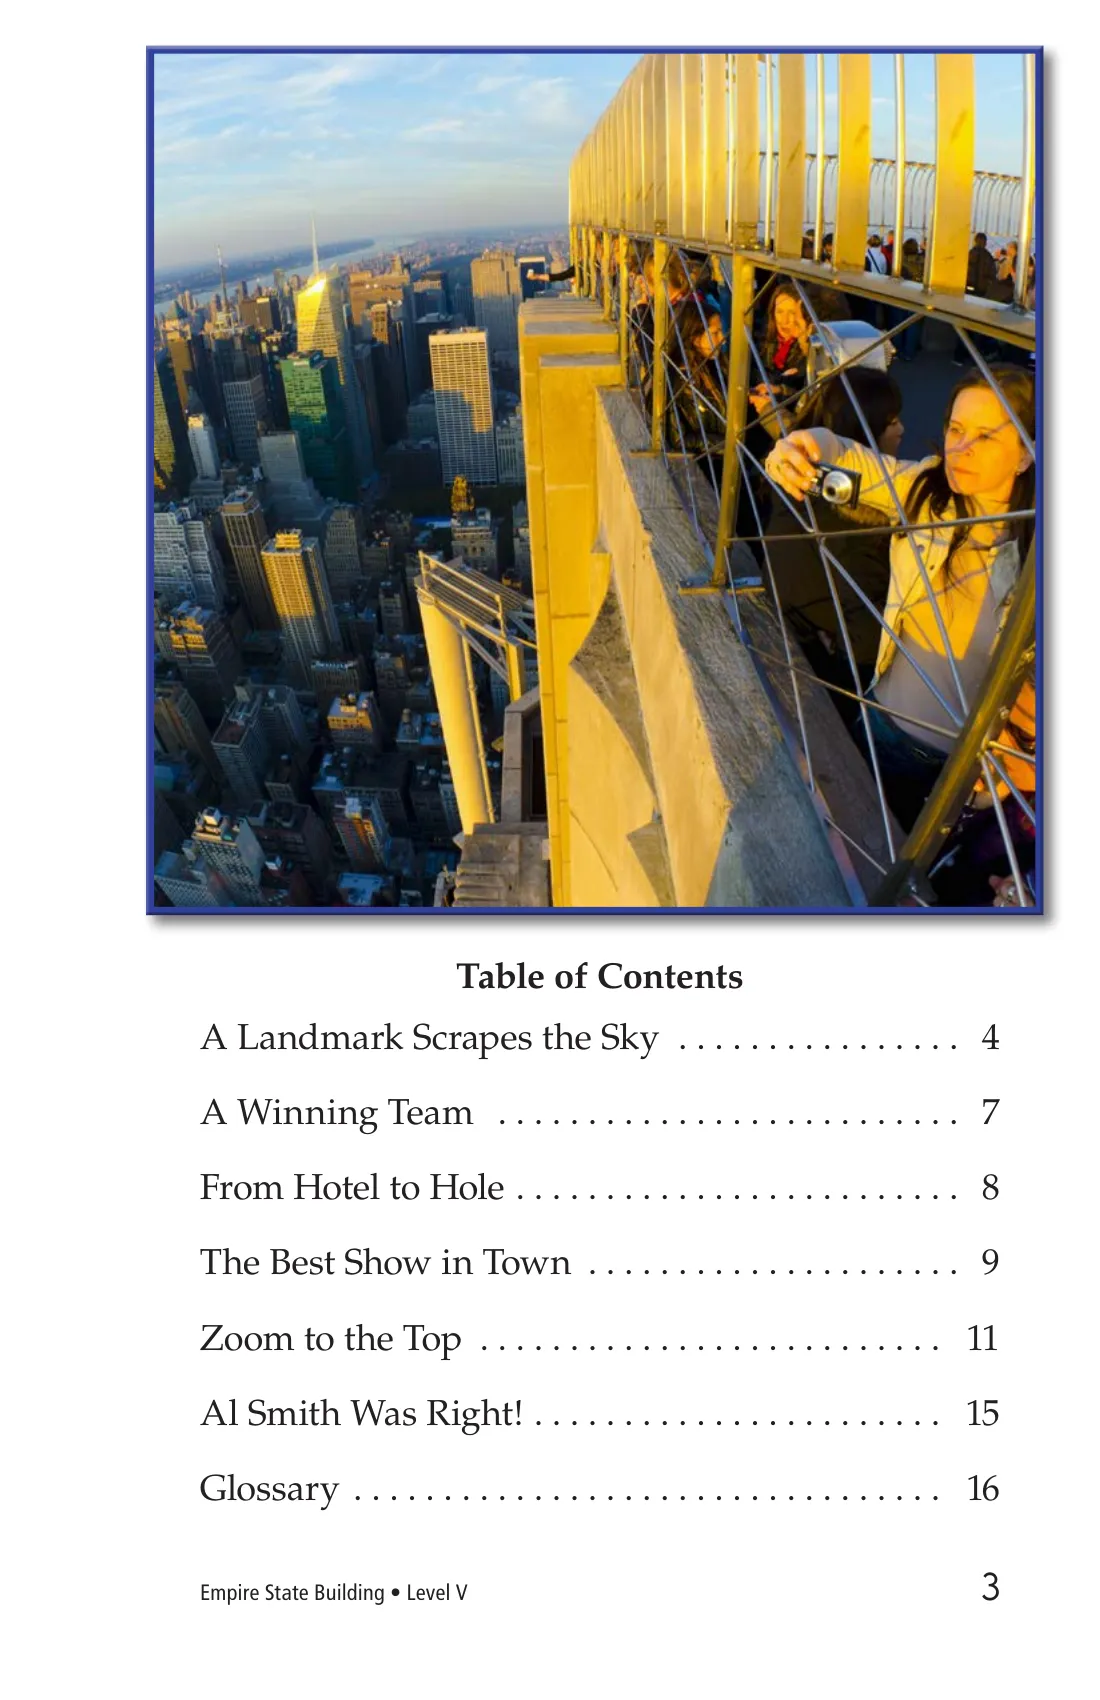 Table of Contents
A Landmark Scrapes the Sky . . . . . . . . . . . . . . . . 4
A Winning Team . . . . . . . . . . . . . . . . . . . . . . . . . . 7
From Hotel to Hole . . . . . . . . . . . . . . . . . . . . . . . . . 8
The Best Show in Town . . . . . . . . . . . . . . . . . . . . . 9
Zoom to the Top . . . . . . . . . . . . . . . . . . . . . . . . . . 11
Al Smith Was Right! . . . . . . . . . . . . . . . . . . . . . . . 15
Glossary . . . . . . . . . . . . . . . . . . . . . . . . . . . . . . . . . 16
Empire State Building • Level V 3